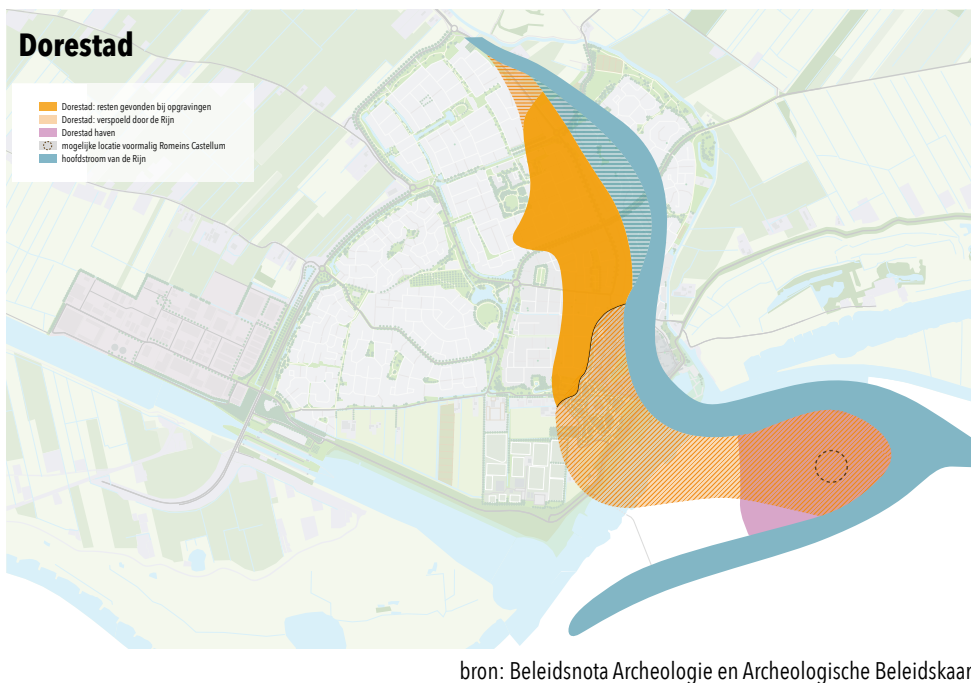 Dorestad
Dorestad: resten gevonden bij opgravingen
Dorestad: verspoeld door de Rijn
Dorestad haven
mogelijke locatie voormalig Romeins Castellum
hoofdstroom van de Rijn
bron: Beleidsnota Archeologie en Archeologische Beleidskaar